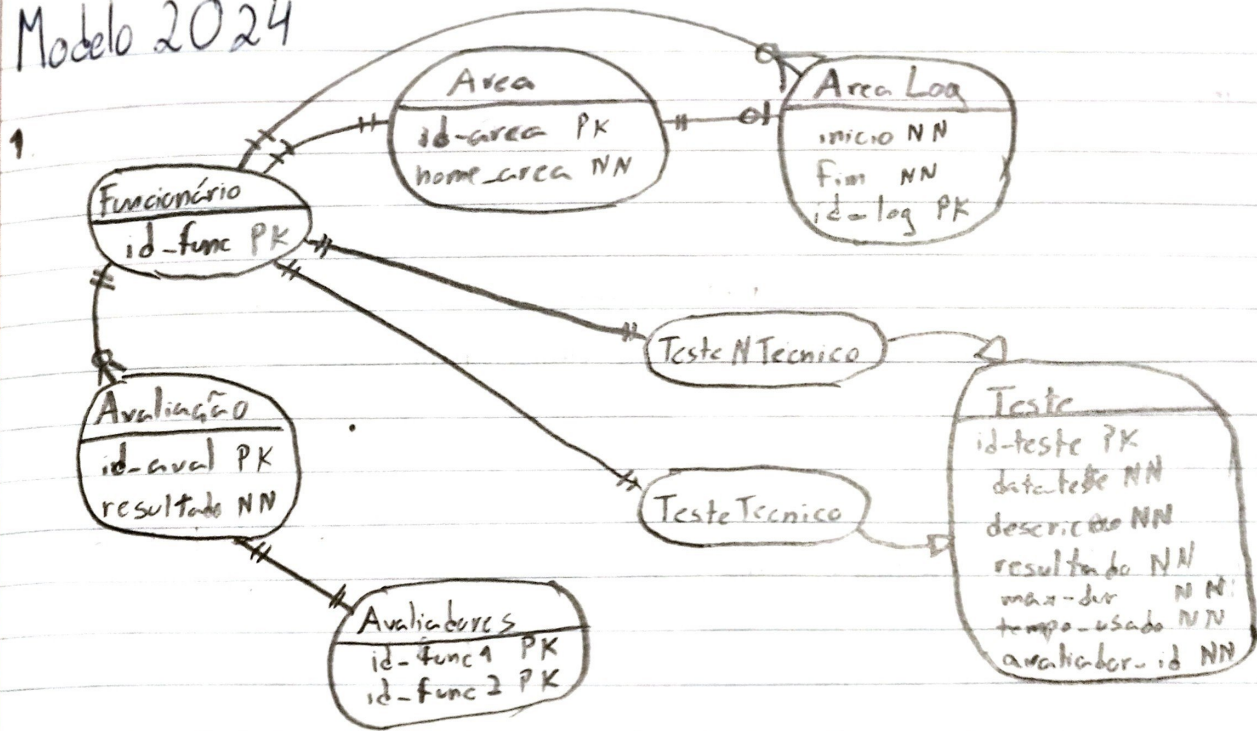 Modelo 2024
1
Area
id-area PK
nome_area NN
Area Log
inicio NN
Fim NN
id-log PK
Funcionário
id-func PK
Teste N Tecnico
Avaliação
id-aval PK
resultado NN
Teste Tecnico
Teste
id-teste PK
data-teste NN
descricao NN
resultado NN
max-dur NN
tempo-usado NN
avaliador-id NN
Avaliadores
id-func1 PK
id-func2 PK